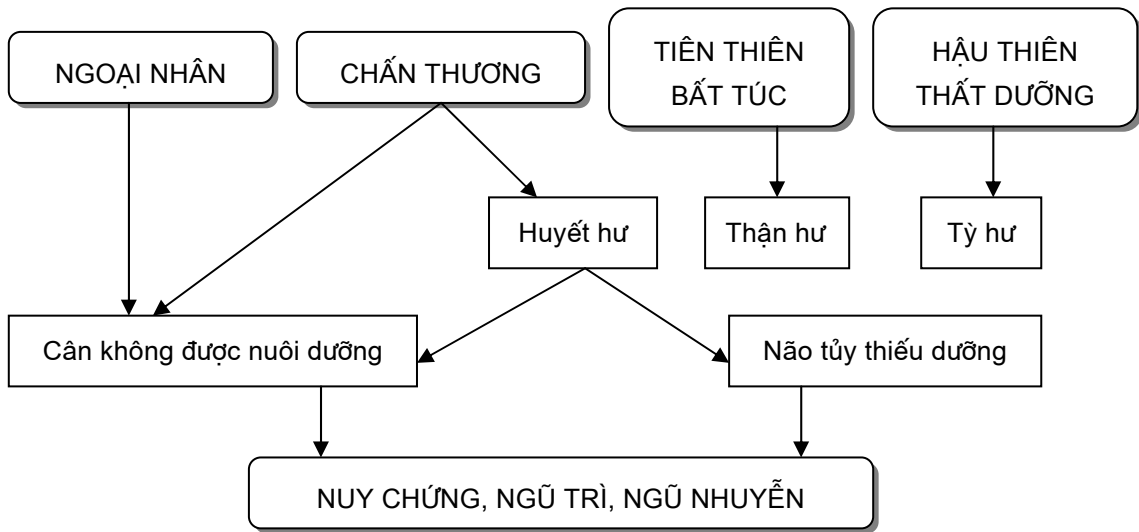 NGOẠI NHÂN
CHẤN THƯƠNG
TIÊN THIÊN
BẤT TÚC
HẬU THIÊN
THẤT DƯỠNG
Huyết hư
Thận hư
Tỳ hư
Cân không được nuôi dưỡng
Não tủy thiếu dưỡng
NUY CHỨNG, NGŨ TRÌ, NGŨ NHUYỄN